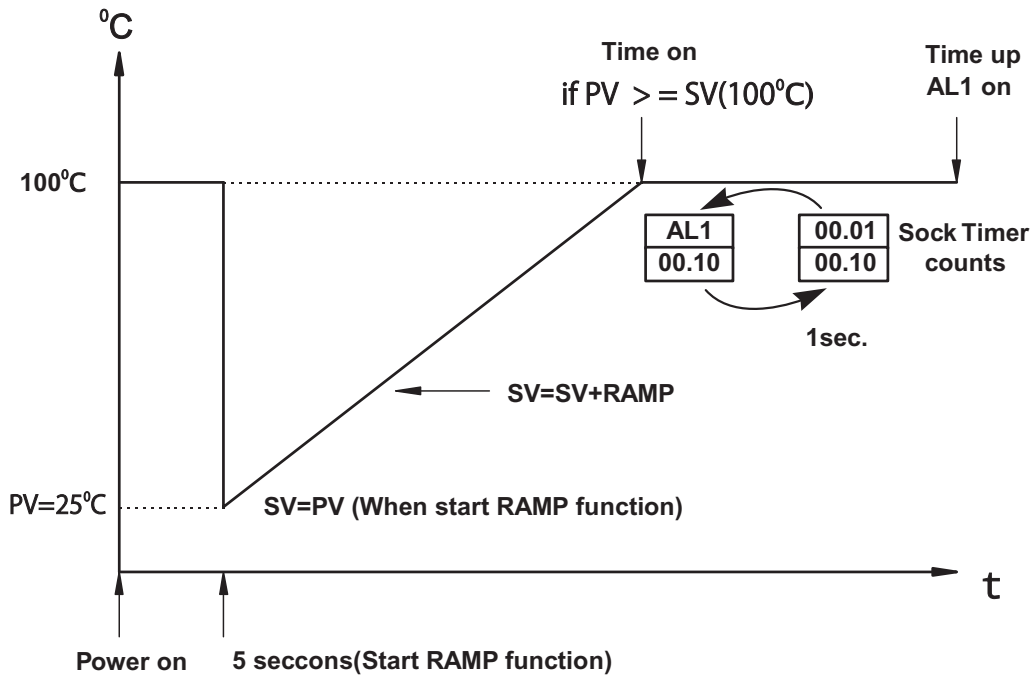 ⁰C
Time on
if PV > = SV(100⁰C)
Time up
AL1 on
100⁰C
AL1
00.10
00.01
00.10
Sock Timer
counts
1sec.
SV=SV+RAMP
PV=25⁰C
SV=PV (When start RAMP function)
t
Power on
5 seccons(Start RAMP function)